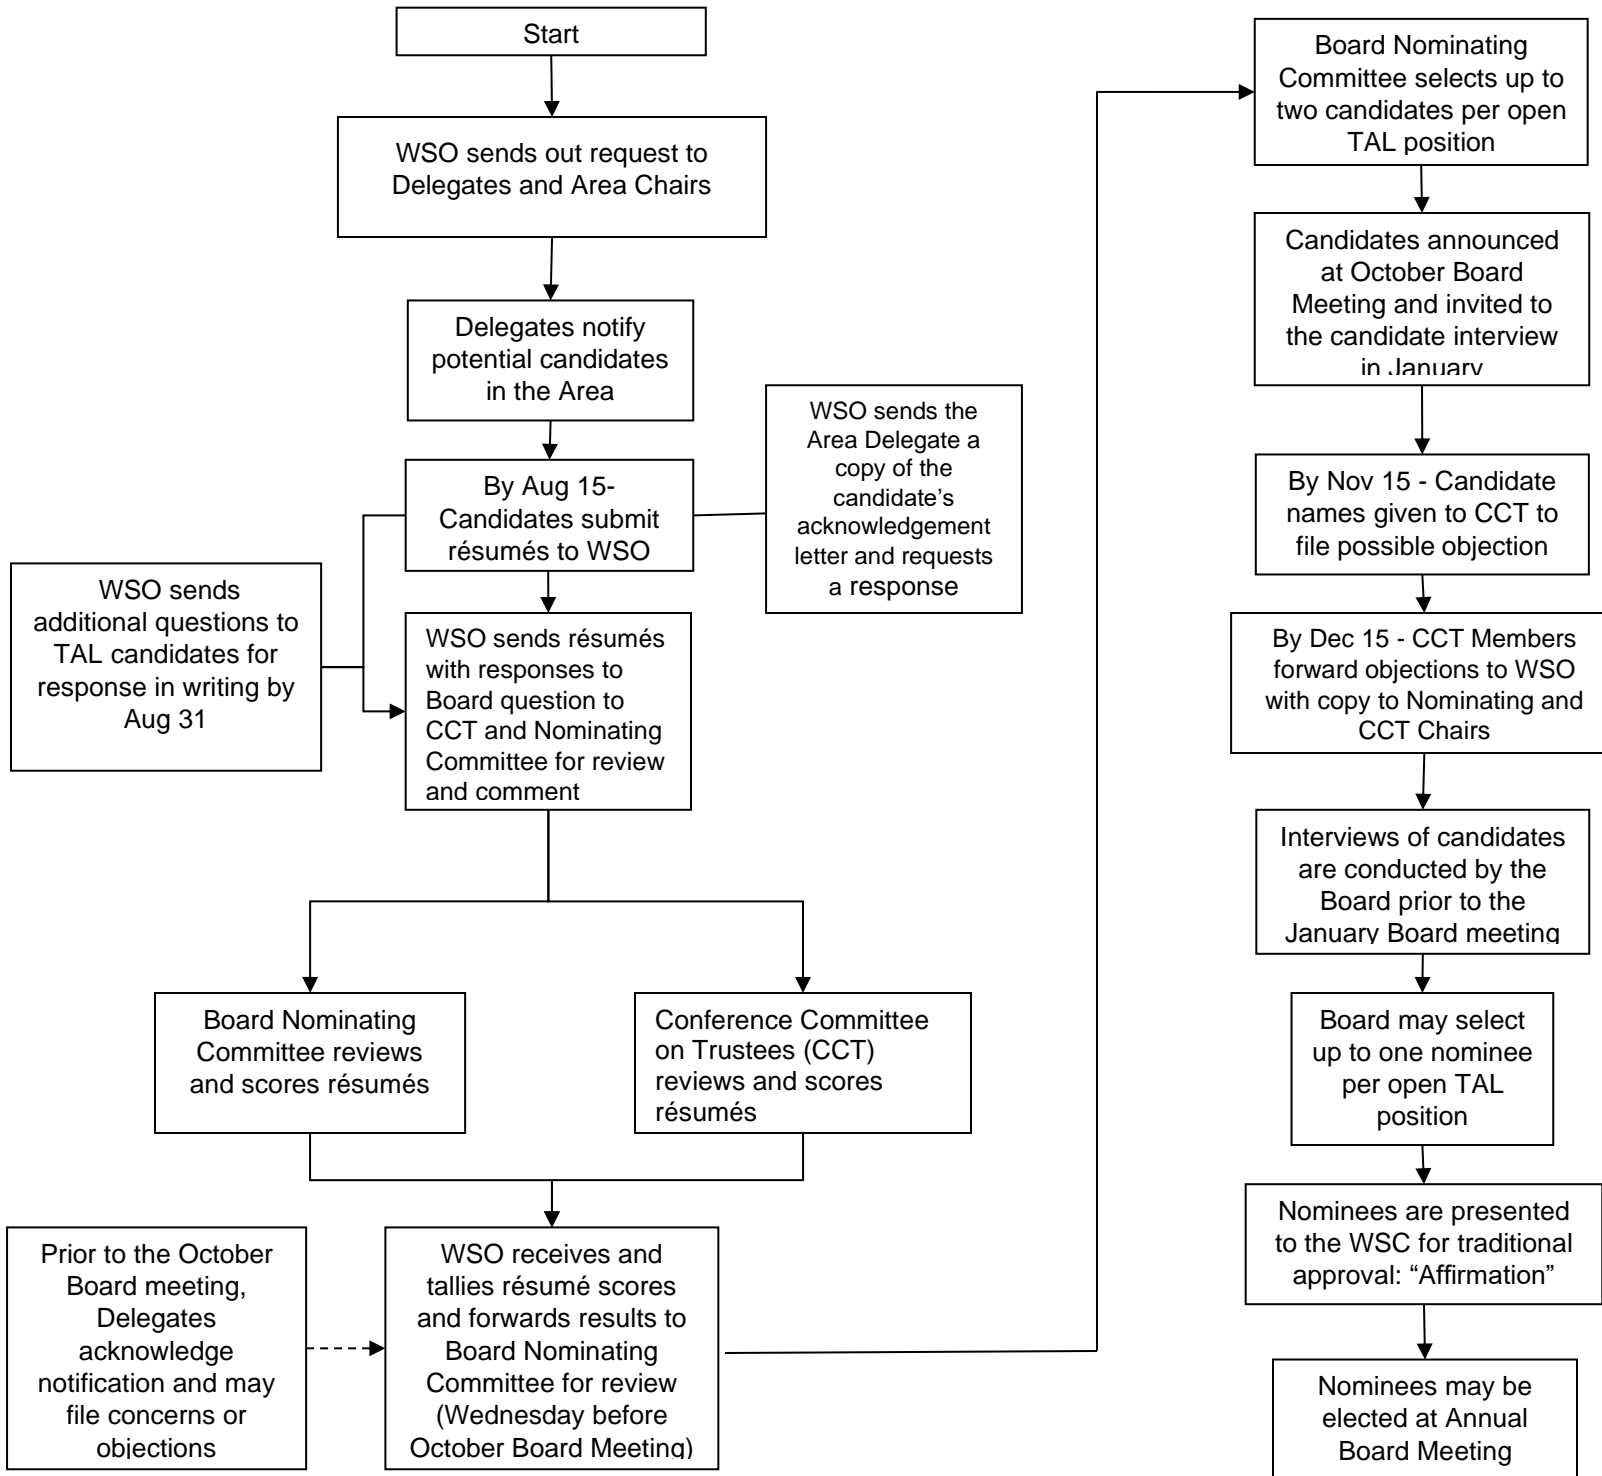 Start
WSO sends out request to
Delegates and Area Chairs
Delegates notify
potential candidates
in the Area
WSO sends the
Area Delegate a
copy of the
candidate’s
acknowledgement
letter and requests
a response
By Aug 15-
Candidates submit
résumés to WSO
WSO sends
additional questions to
TAL candidates for
response in writing by
Aug 31
WSO sends résumés
with responses to
Board question to
CCT and Nominating
Committee for review
and comment
Board Nominating
Committee reviews
and scores résumés
Conference Committee
on Trustees (CCT)
reviews and scores
résumés
Prior to the October
Board meeting,
Delegates
acknowledge
notification and may
file concerns or
objections
WSO receives and
tallies résumé scores
and forwards results to
Board Nominating
Committee for review
(Wednesday before
October Board Meeting)
Board Nominating
Committee selects up to
two candidates per open
TAL position
Candidates announced
at October Board
Meeting and invited to
the candidate interview
in January
By Nov 15 - Candidate
names given to CCT to
file possible objection
By Dec 15 - CCT Members
forward objections to WSO
with copy to Nominating and
CCT Chairs
Interviews of candidates
are conducted by the
Board prior to the
January Board meeting
Board may select
up to one nominee
per open TAL
position
Nominees are presented
to the WSC for traditional
approval: “Affirmation”
Nominees may be
elected at Annual
Board Meeting